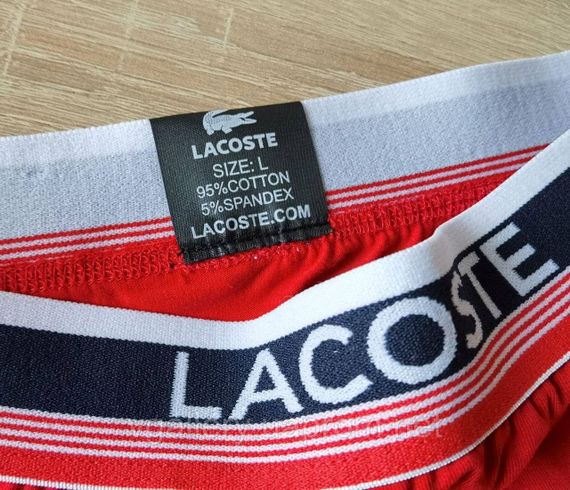 LACOSTE
SIZE: L
95%COTTON
5%SPANDEX
LACOSTE.COM
LACOSTE